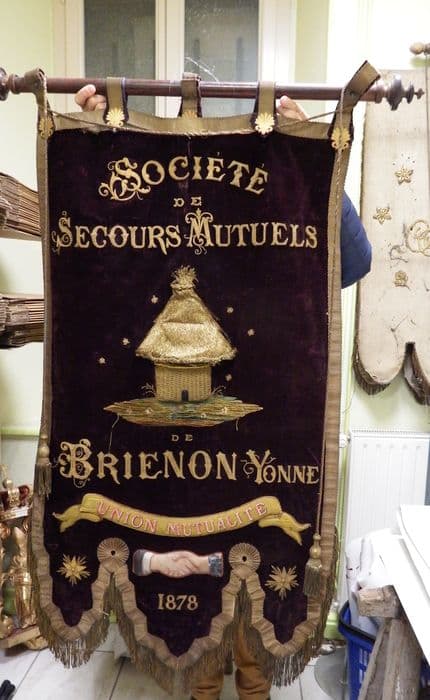 SOCIÉTÉ
DE
SECOURS-MUTUELS
DE
BRIENON-YONNE
UNION MUTUALITÉ
1878